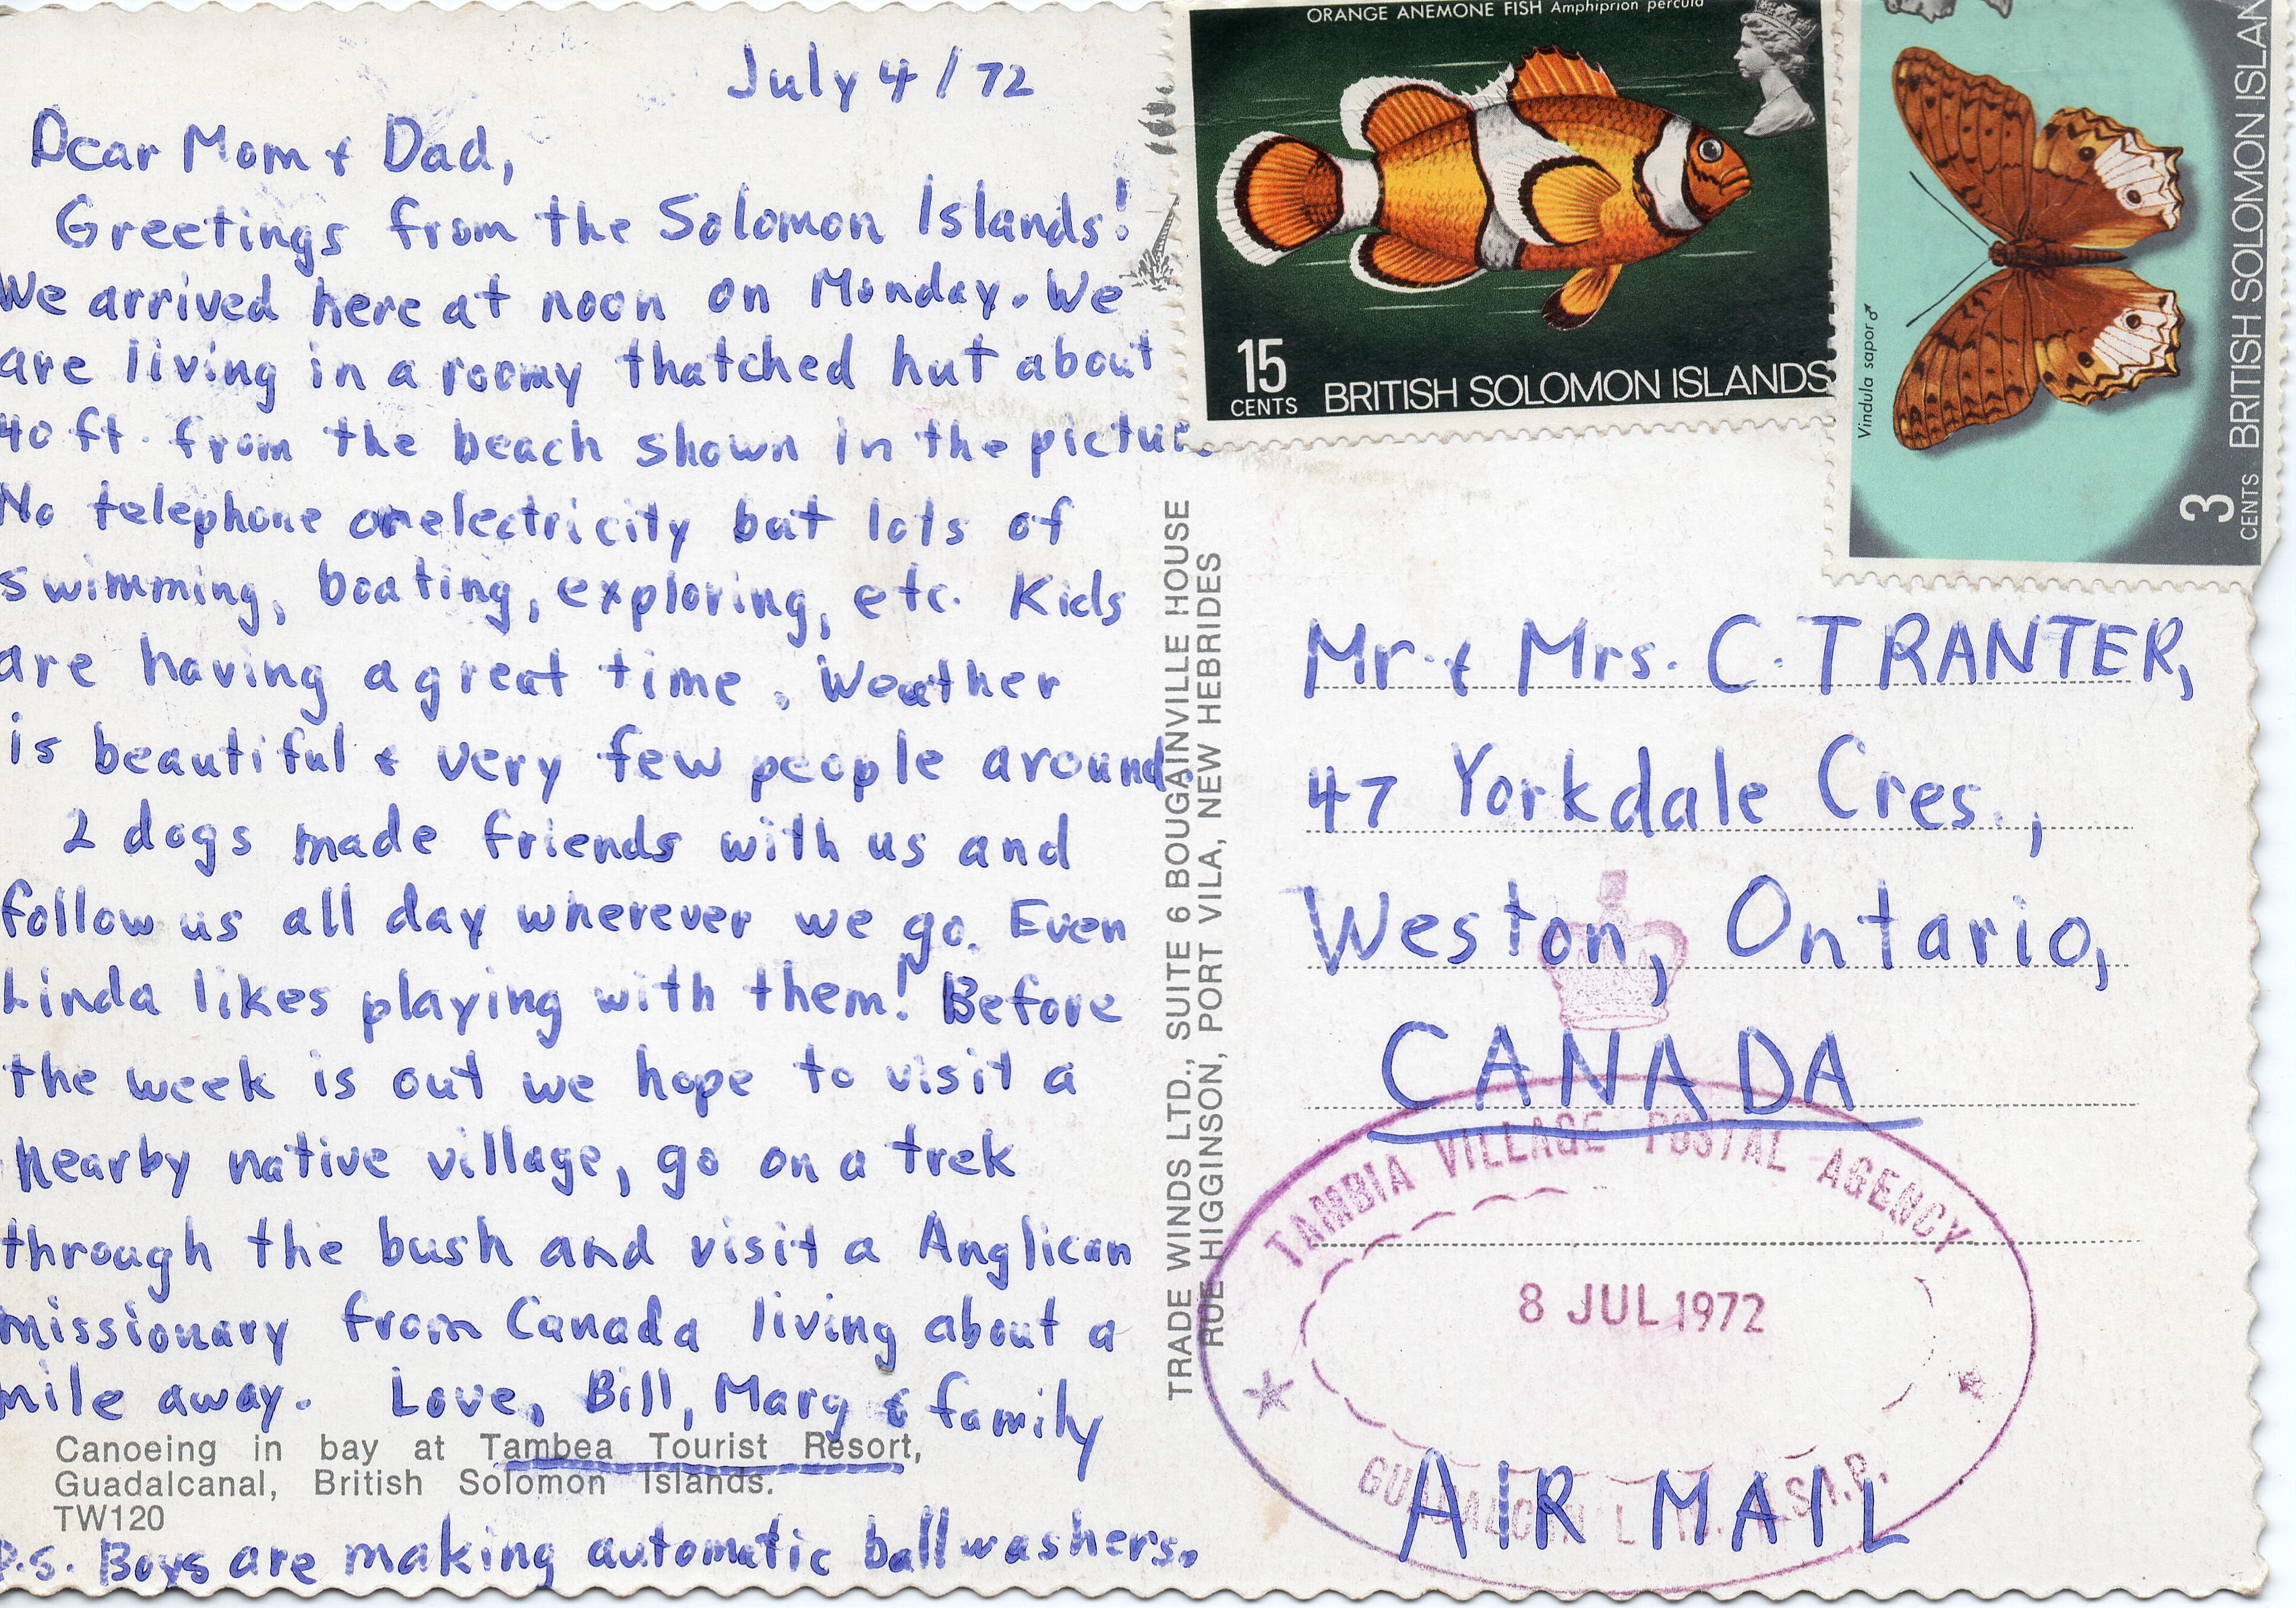 July 4/72
Dear Mom & Dad,
Greetings from the Solomon Islands!
We arrived here at noon on Monday. We
are living in a roomy thatched hut about
40 ft. from the beach shown in the picture.
No telephone or electricity but lots of
swimming, boating, exploring, etc. Kids
are having a great time. Weather
is beautiful & very few people around.
2 dogs made friends with us and
follow us all day wherever we go. Even
Linda likes playing with them! Before
the week is out we hope to visit a
nearby native village, go on a trek
through the bush and visit a Anglican
missionary from Canada living about a
mile away. Love, Bill, Marg & family
Canoeing in bay at Tambea Tourist Resort,
Guadalcanal, British Solomon Islands.
TW120
P.S. Boys are making automatic ball washers.
TRADE WINDS LTD., SUITE 6 BOUGAINVILLE HOUSE
RUE HIGGINSON, PORT VILA, NEW HEBRIDES
ORANGE ANEMONE FISH Amphiprion percula
15
CENTS BRITISH SOLOMON ISLANDS
Vindula sapor ♂
3
CENTS BRITISH SOLOMON ISLAN
Mr. & Mrs. C. TRANTER,
47 Yorkdale Cres.,
Weston, Ontario,
CANADA
TAMBIA VILLAGE POSTAL AGENCY
8 JUL 1972
AIR MAIL